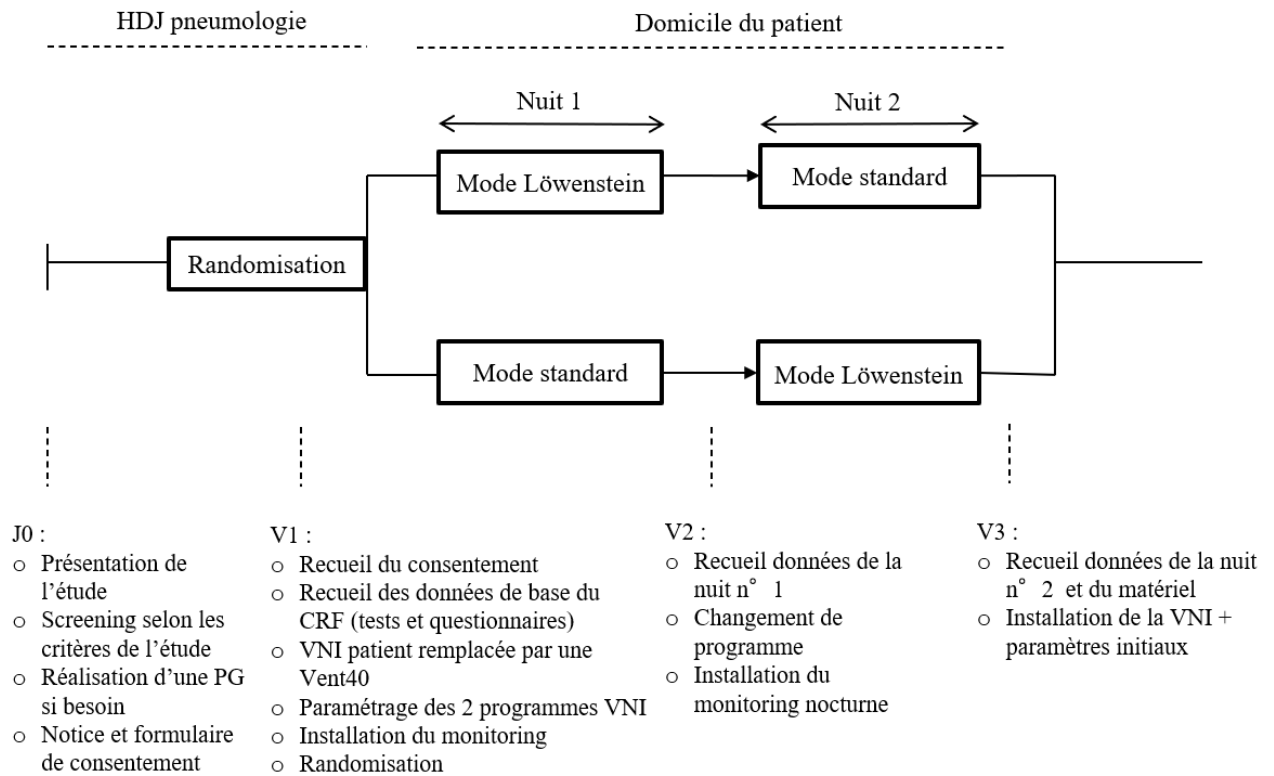 HDJ pneumologie
Domicile du patient
Nuit 1
Nuit 2
Mode Löwenstein
Mode standard
Randomisation
Mode standard
Mode Löwenstein
J0 :
o Présentation de
l’étude
o Screening selon les
critères de l’étude
o Réalisation d’une PG
si besoin
o Notice et formulaire
de consentement
V1 :
o Recueil du consentement
o Recueil des données de base du
CRF (tests et questionnaires)
o VNI patient remplacée par une
Vent40
o Paramétrage des 2 programmes VNI
o Installation du monitoring
o Randomisation
V2 :
o Recueil données de la
nuit n° 1
o Changement de
programme
o Installation du
monitoring nocturne
V3 :
o Recueil données de la nuit
n° 2 et du matériel
o Installation de la VNI +
paramètres initiaux